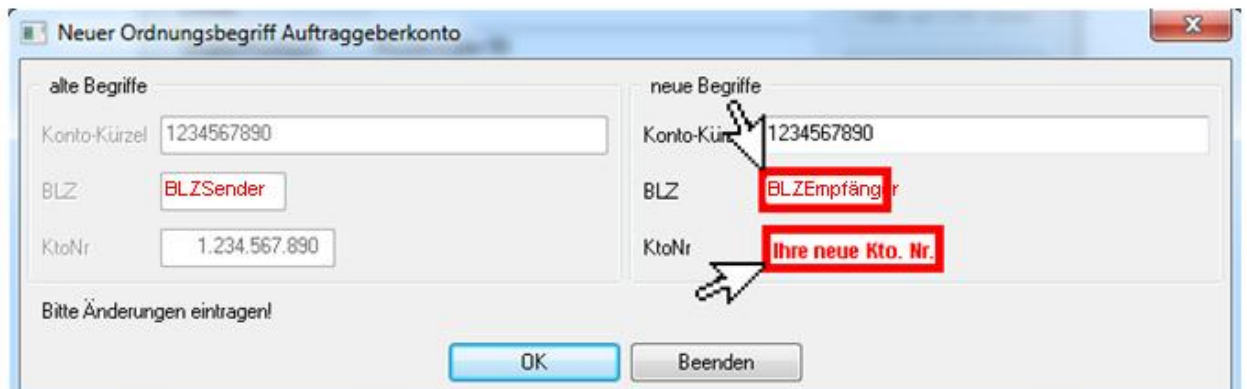 Neuer Ordnungsbegriff Auftraggeberkonto
alte Begriffe
Konto-Kürzel 1234567890
BLZ BLZSender
KtoNr 1.234.567.890
neue Begriffe
1234567890
BLZ BLZEmpfänger
KtoNr Ihre neue Kto. Nr.
Bitte Änderungen eintragen!
OK Beenden